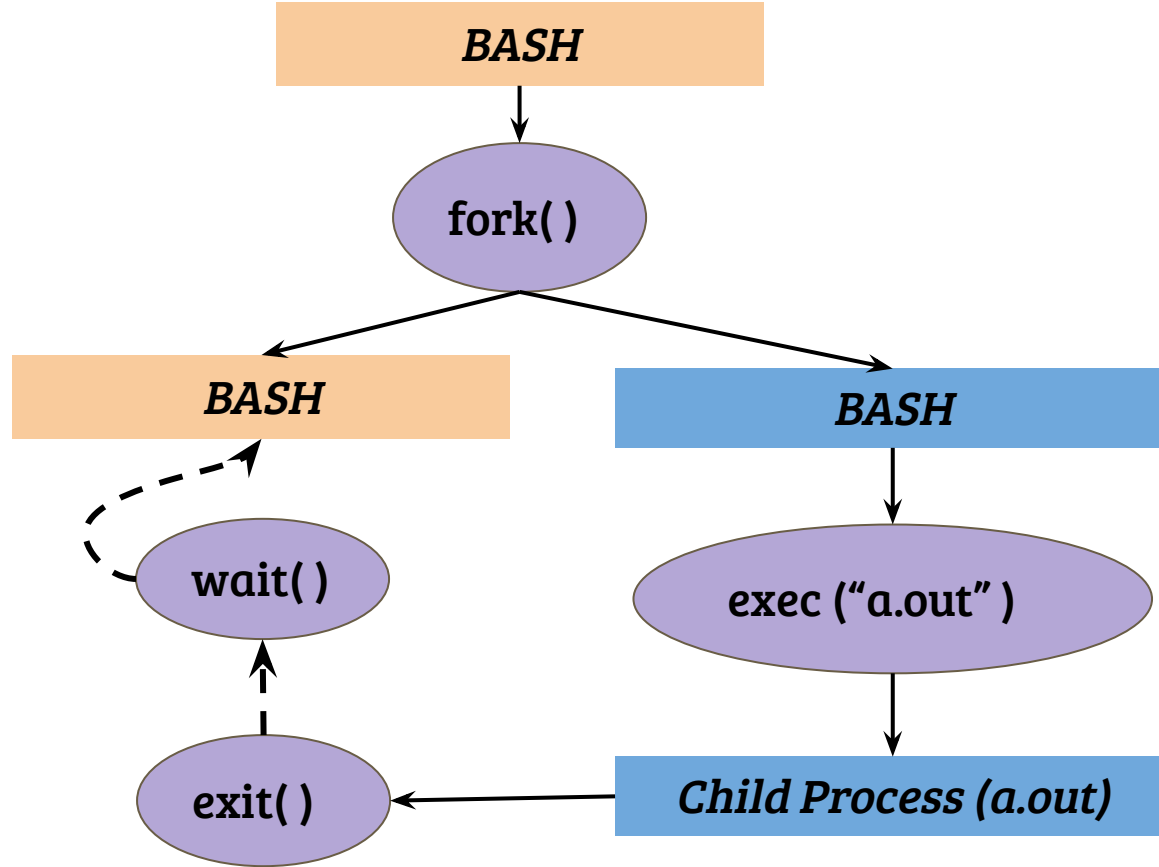 BASH
fork( )
BASH
BASH
wait( )
exec (“a.out” )
exit( )
Child Process (a.out)